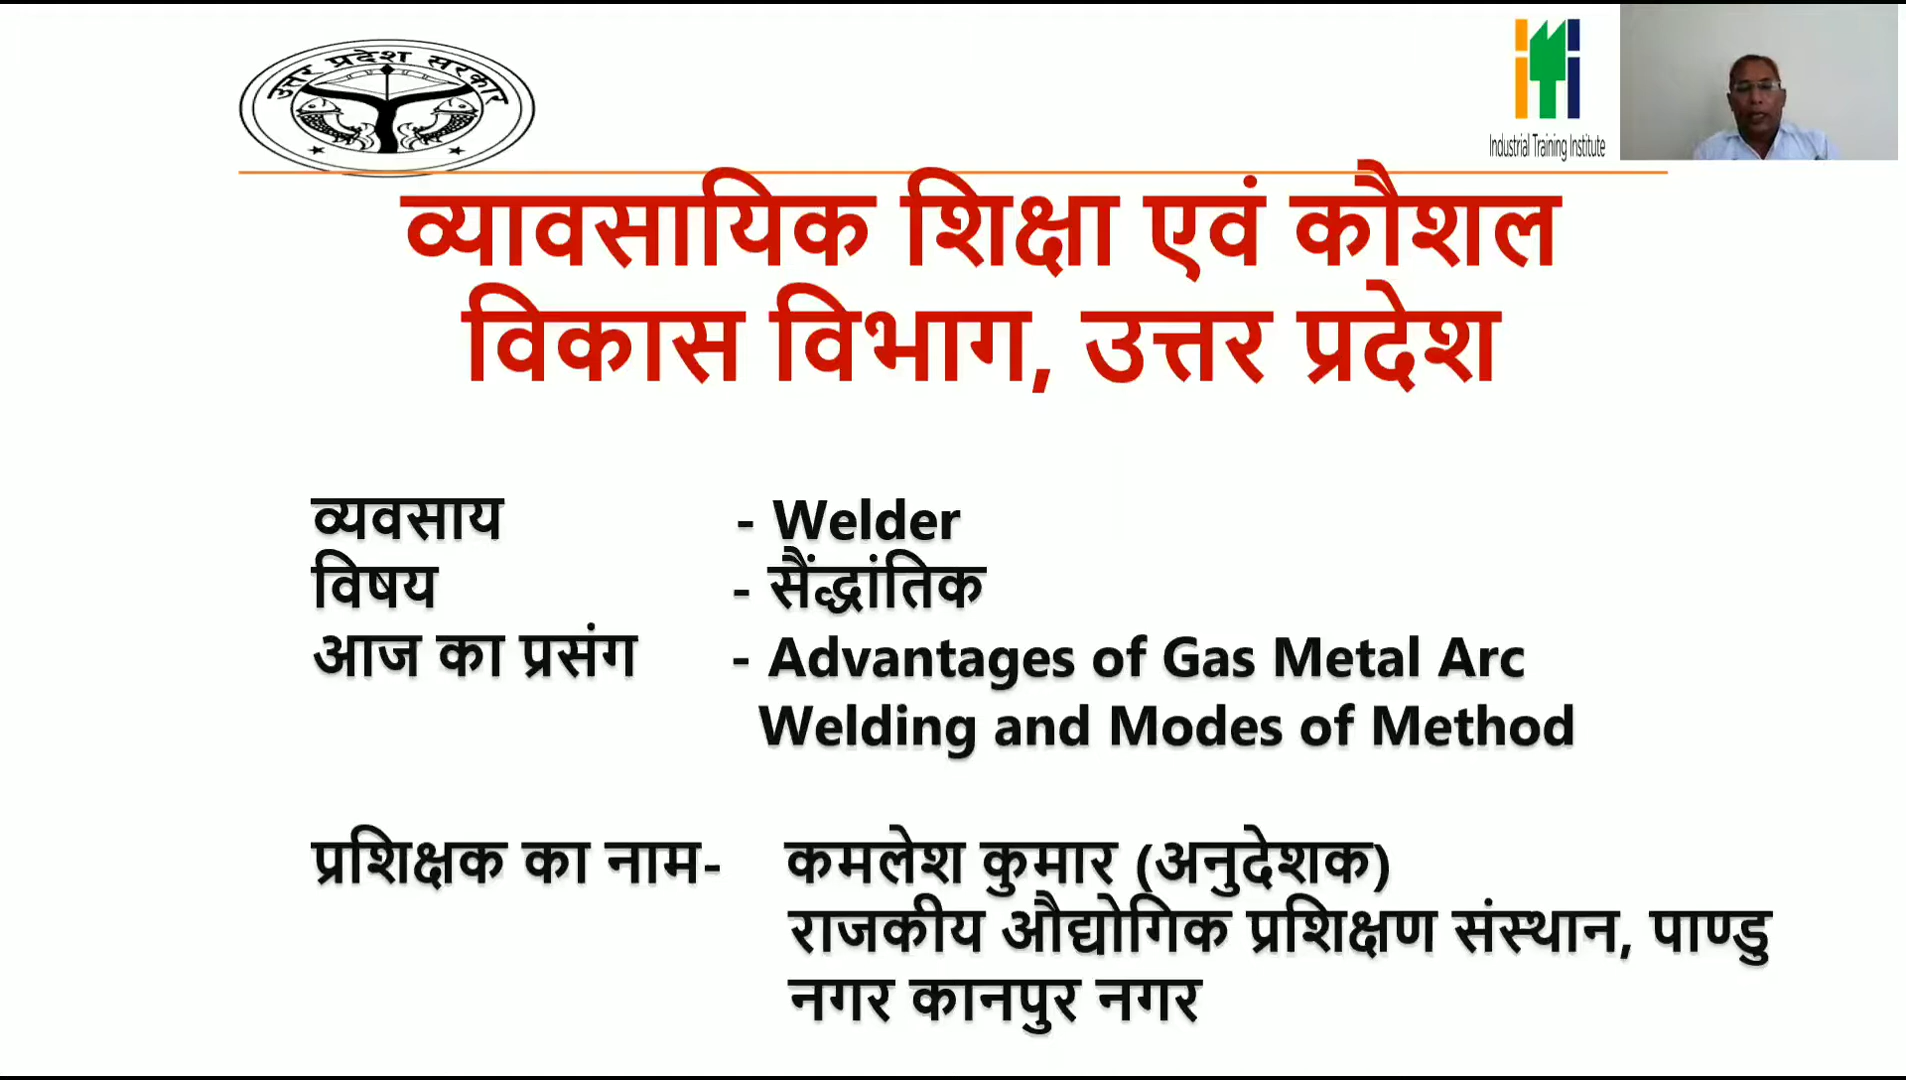 उत्तर प्रदेश सरकार
iTi
Industrial Training Institute
व्यावसायिक शिक्षा एवं कौशल
विकास विभाग, उत्तर प्रदेश
व्यवसाय - Welder
विषय - सैंद्धांतिक
आज का प्रसंग - Advantages of Gas Metal Arc
Welding and Modes of Method
प्रशिक्षक का नाम- कमलेश कुमार (अनुदेशक)
राजकीय औद्योगिक प्रशिक्षण संस्थान, पाण्डु
नगर कानपुर नगर